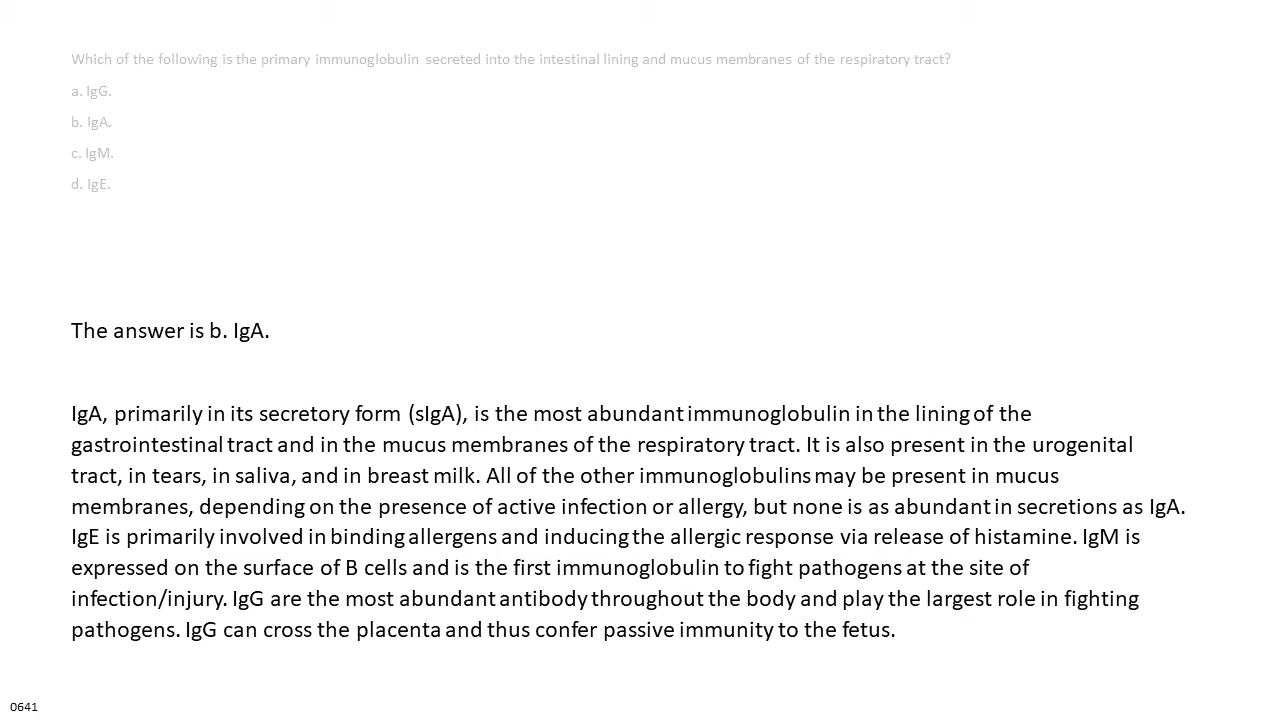 Which of the following is the primary immunoglobulin secreted into the intestinal lining and mucus membranes of the respiratory tract?
a. IgG.
b. IgA.
c. IgM.
d. IgE.
The answer is b. IgA.
IgA, primarily in its secretory form (sIgA), is the most abundant immunoglobulin in the lining of the
gastrointestinal tract and in the mucus membranes of the respiratory tract. It is also present in the urogenital
tract, in tears, in saliva, and in breast milk. All of the other immunoglobulins may be present in mucus
membranes, depending on the presence of active infection or allergy, but none is as abundant in secretions as IgA.
IgE is primarily involved in binding allergens and inducing the allergic response via release of histamine. IgM is
expressed on the surface of B cells and is the first immunoglobulin to fight pathogens at the site of
infection/injury. IgG are the most abundant antibody throughout the body and play the largest role in fighting
pathogens. IgG can cross the placenta and thus confer passive immunity to the fetus.
0641